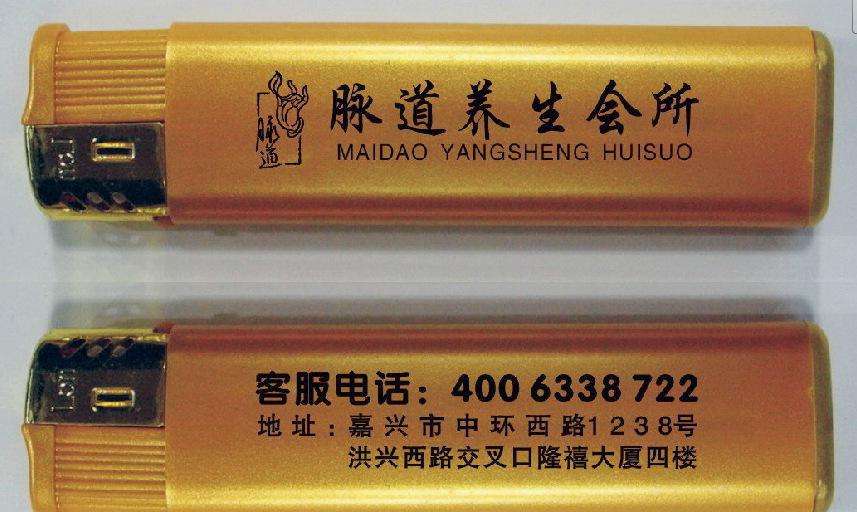 脉道
脉道养生会所
MAIDAO YANGSHENG HUISUO
no.1
客服电话：400 6338 722
地址：嘉兴市中环西路1238号
洪兴西路交叉口隆禧大厦四楼